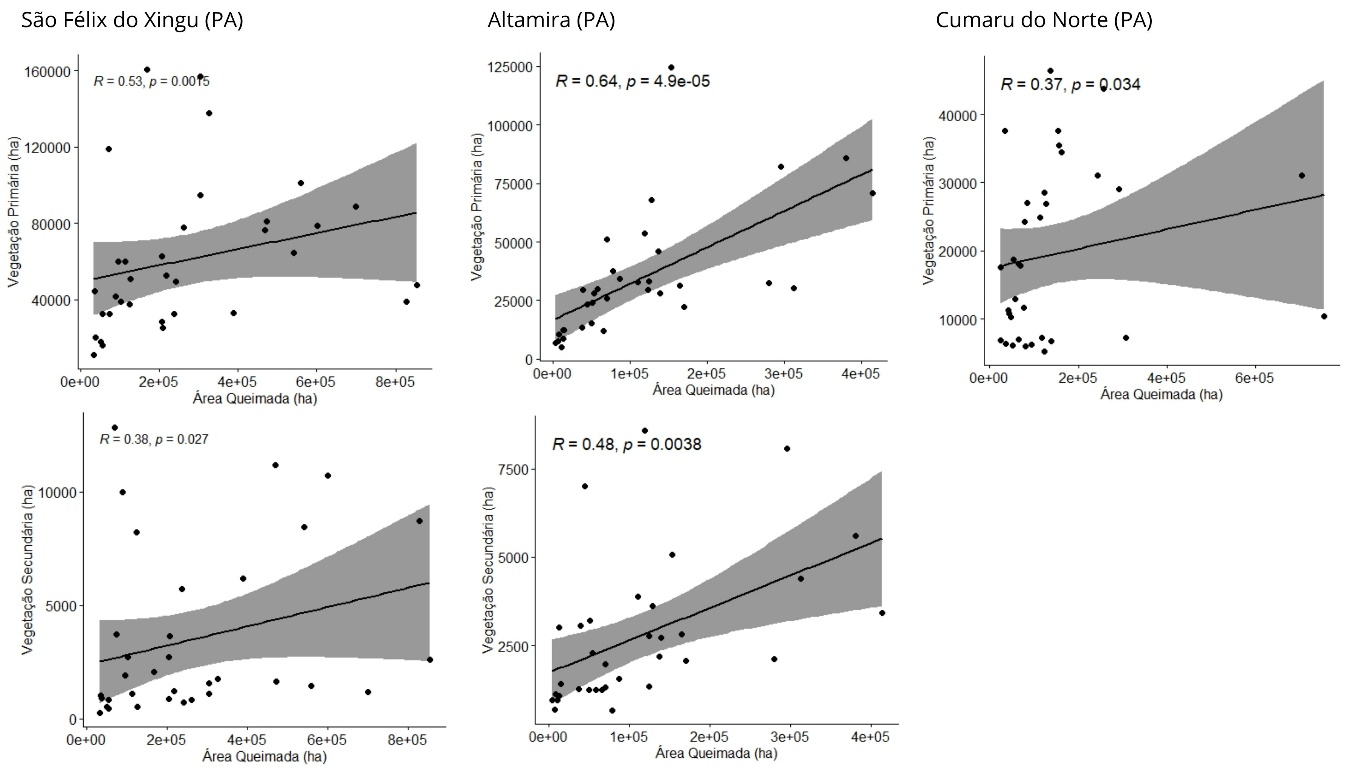 São Félix do Xingu (PA)
Altamira (PA)
Cumaru do Norte (PA)
R = 0.53, p = 0.0015
Vegetação Primária (ha)
160000
120000
80000
40000
0e+00 2e+05 4e+05 6e+05 8e+05
Área Queimada (ha)
R = 0.64, p = 4.9e-05
Vegetação Primária (ha)
125000
100000
75000
50000
25000
0
0e+00 1e+05 2e+05 3e+05 4e+05
Área Queimada (ha)
R = 0.37, p = 0.034
Vegetação Primária (ha)
40000
30000
20000
10000
0e+00 2e+05 4e+05 6e+05
Área Queimada (ha)
R = 0.38, p = 0.027
Vegetação Secundária (ha)
10000
5000
0
0e+00 2e+05 4e+05 6e+05 8e+05
Área Queimada (ha)
R = 0.48, p = 0.0038
Vegetação Secundária (ha)
7500
5000
2500
0e+00 1e+05 2e+05 3e+05 4e+05
Área Queimada (ha)